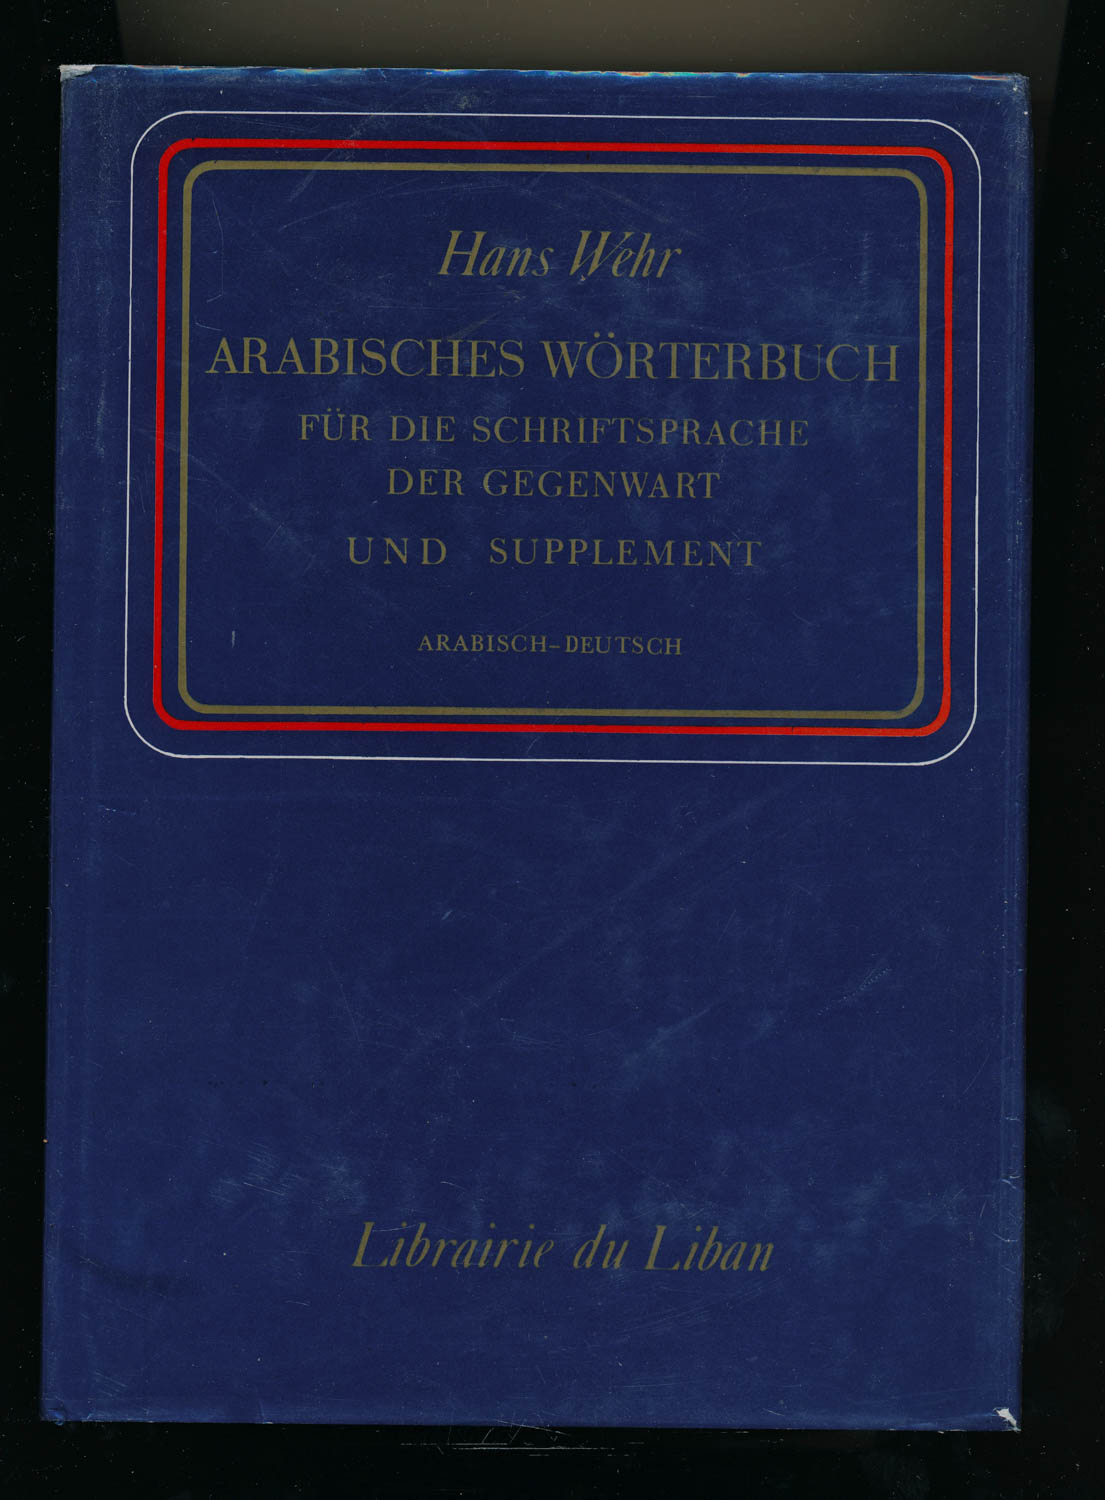 Hans Wehr
ARABISCHES WÖRTERBUCH
FÜR DIE SCHRIFTSPRACHE
DER GEGENWART
UND SUPPLEMENT
ARABISCH-DEUTSCH
Librairie du Liban